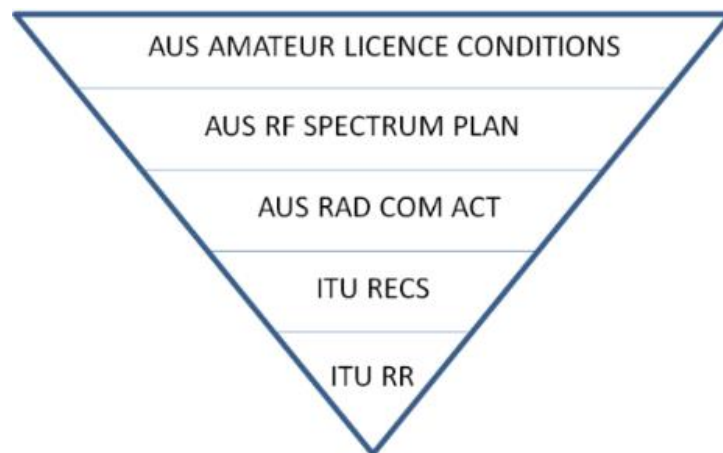 AUS AMATEUR LICENCE CONDITIONS
AUS RF SPECTRUM PLAN
AUS RAD COM ACT
ITU RECS
ITU RR